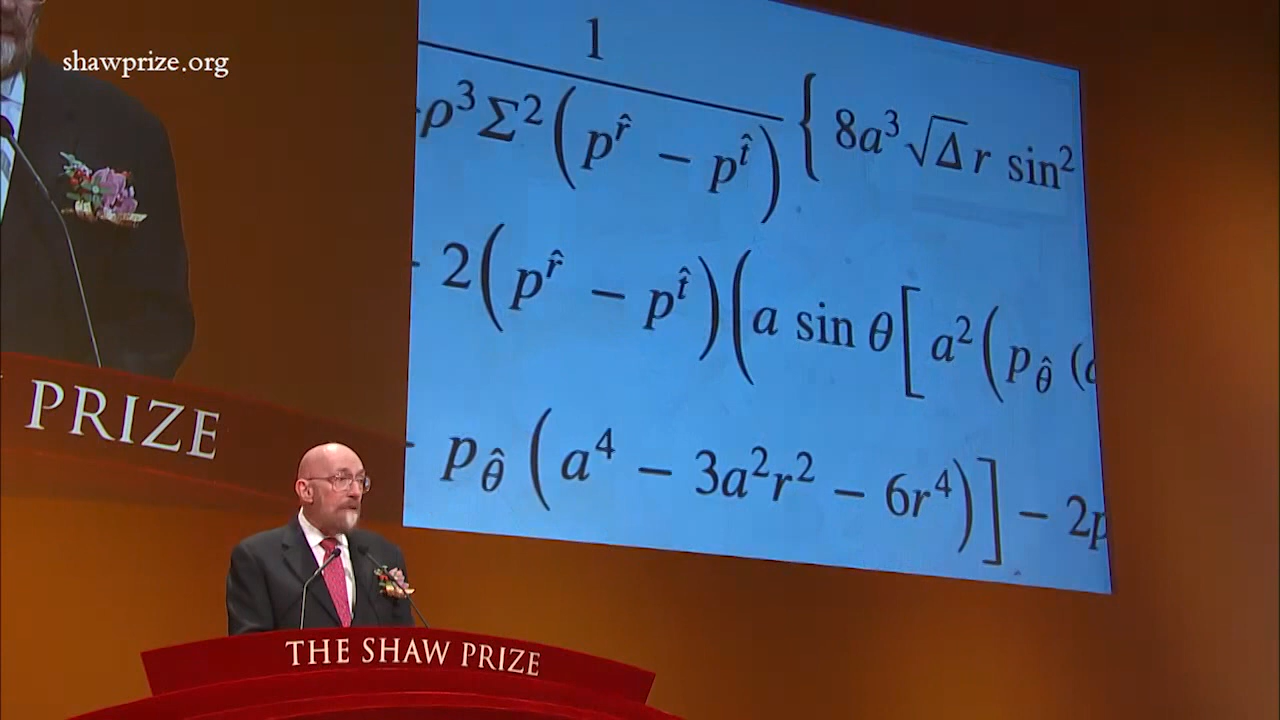 shawprize.org
1
ρ³Σ²(p^r̂ − p^t̂) { 8a³√Δ r sin²
2(p^r̂ − p^t̂)(a sin θ[a²(p_θ̂ (
p_θ̂ (a⁴ − 3a²r² − 6r⁴)] − 2p
PRIZE
THE SHAW PRIZE